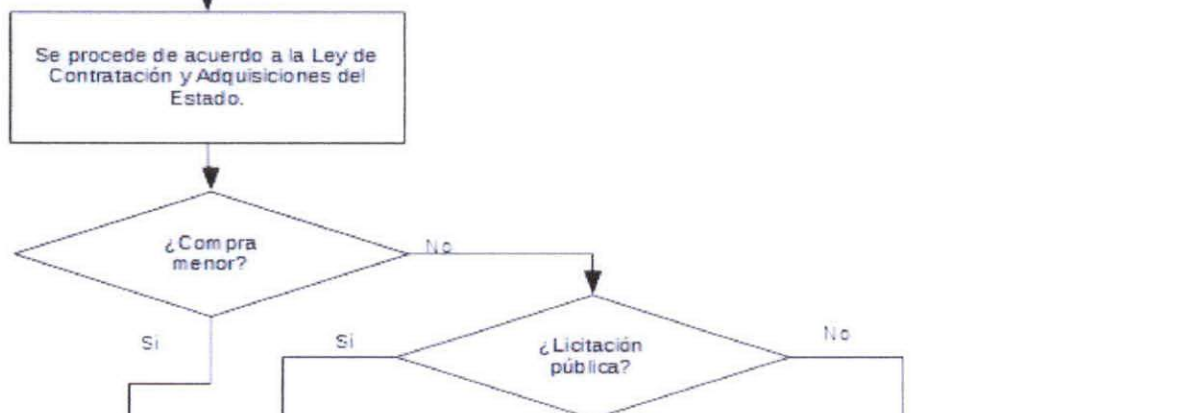 Se procede de acuerdo a la Ley de
Contratación y Adquisiciones del
Estado.
¿Compra
menor?
No
Si
Si
¿Licitación
pública?
No